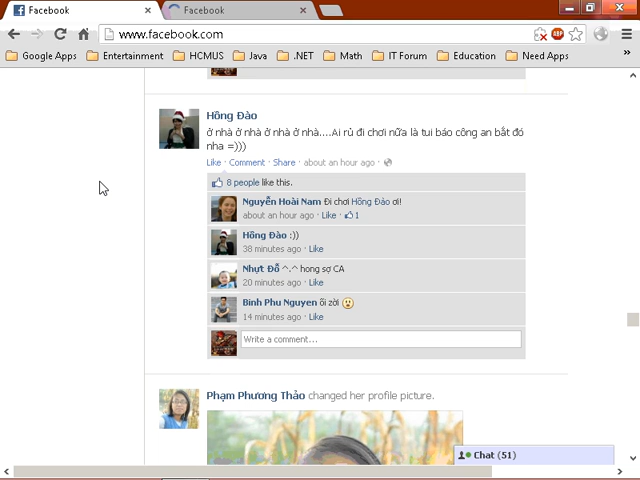 Facebook
Facebook
www.facebook.com
ABP
Google Apps Entertainment HCMUS Java .NET Math IT Forum Education Need Apps
Hồng Đào
ở nhà ở nhà ở nhà ở nhà....Ai rủ đi chơi nữa là tui báo công an bắt đó
nha =)))
Like · Comment · Share · about an hour ago ·
8 people like this.
Nguyễn Hoài Nam Đi chơi Hồng Đào ơi!
about an hour ago · Like · 1
Hồng Đào :))
38 minutes ago · Like
Nhựt Đỗ ^.^ hong sợ CA
20 minutes ago · Like
Binh Phu Nguyen ôi zời
14 minutes ago · Like
Write a comment...
Phạm Phương Thảo changed her profile picture.
Chat (51)